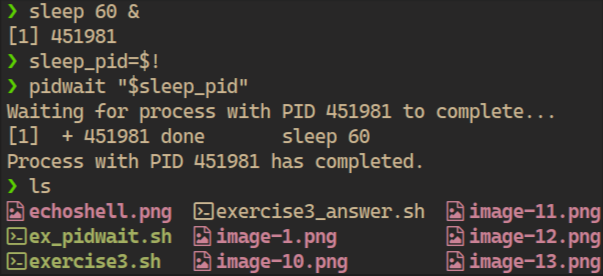 ❯ sleep 60 &
[1] 451981
❯ sleep_pid=$!
❯ pidwait "$sleep_pid"
Waiting for process with PID 451981 to complete...
[1]  + 451981 done       sleep 60
Process with PID 451981 has completed.
❯ ls
echoshell.png exercise3_answer.sh image-11.png
ex_pidwait.sh image-1.png image-12.png
exercise3.sh image-10.png image-13.png